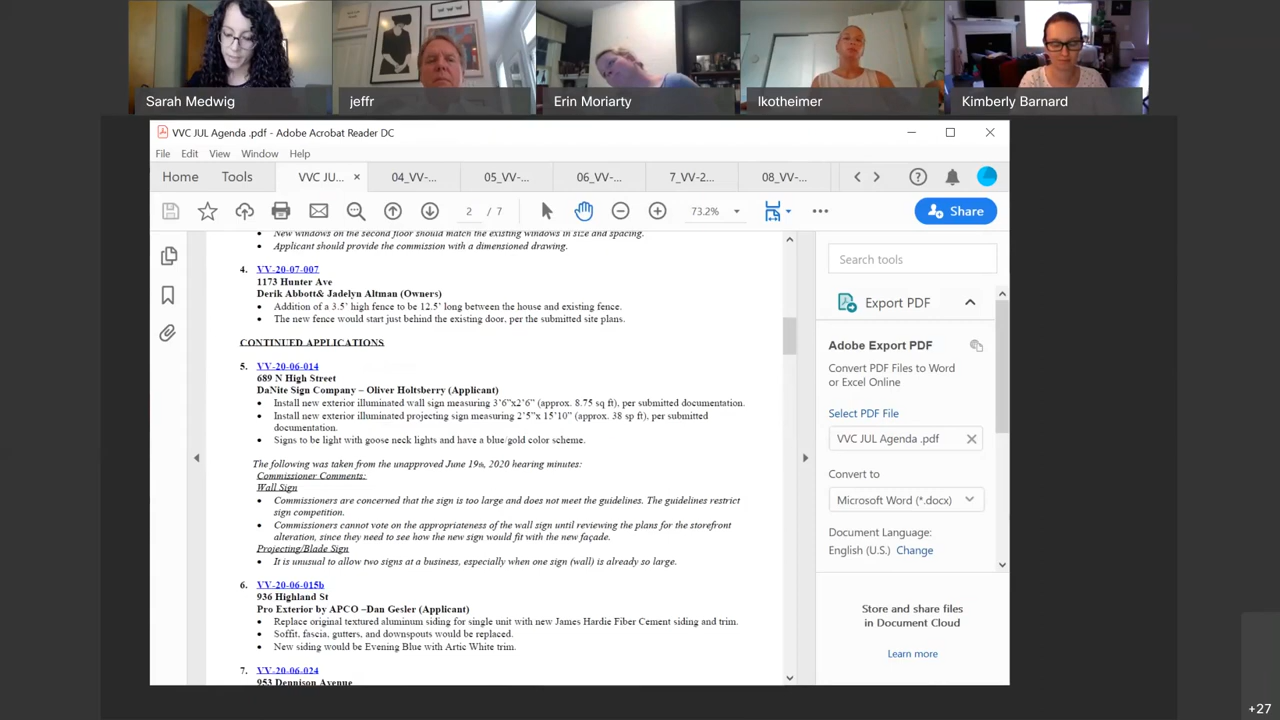 Sarah Medwig
jeffr
Erin Moriarty
lkotheimer
Kimberly Barnard
VVC JUL Agenda .pdf - Adobe Acrobat Reader DC
File Edit View Window Help
Home Tools VVC JU... × 04_VV-... 05_VV-... 06_VV-... 7_VV-2... 08_VV-...
2 / 7 73.2% Share
New windows on the second floor should match the existing windows in size and spacing.
• Applicant should provide the commission with a dimensioned drawing.
4. VV-20-07-007
1173 Hunter Ave
Derik Abbott& Jadelyn Altman (Owners)
• Addition of a 3.5' high fence to be 12.5' long between the house and existing fence.
• The new fence would start just behind the existing door, per the submitted site plans.
CONTINUED APPLICATIONS
5. VV-20-06-014
689 N High Street
DaNite Sign Company – Oliver Holtsberry (Applicant)
• Install new exterior illuminated wall sign measuring 3'6"x2'6" (approx. 8.75 sq ft), per submitted documentation.
• Install new exterior illuminated projecting sign measuring 2'5"x 15'10" (approx. 38 sp ft), per submitted
documentation.
• Signs to be light with goose neck lights and have a blue/gold color scheme.
The following was taken from the unapproved June 19th, 2020 hearing minutes:
Commissioner Comments:
Wall Sign
• Commissioners are concerned that the sign is too large and does not meet the guidelines. The guidelines restrict
sign competition.
• Commissioners cannot vote on the appropriateness of the wall sign until reviewing the plans for the storefront
alteration, since they need to see how the new sign would fit with the new façade.
Projecting/Blade Sign
• It is unusual to allow two signs at a business, especially when one sign (wall) is already so large.
6. VV-20-06-015b
936 Highland St
Pro Exterior by APCO –Dan Gesler (Applicant)
• Replace original textured aluminum siding for single unit with new James Hardie Fiber Cement siding and trim.
• Soffit, fascia, gutters, and downspouts would be replaced.
• New siding would be Evening Blue with Artic White trim.
7. VV-20-06-024
953 Dennison Avenue
Search tools
Export PDF
Adobe Export PDF
Convert PDF Files to Word
or Excel Online
Select PDF File
VVC JUL Agenda .pdf ×
Convert to
Microsoft Word (*.docx)
Document Language:
English (U.S.) Change
Store and share files
in Document Cloud
Learn more
+27